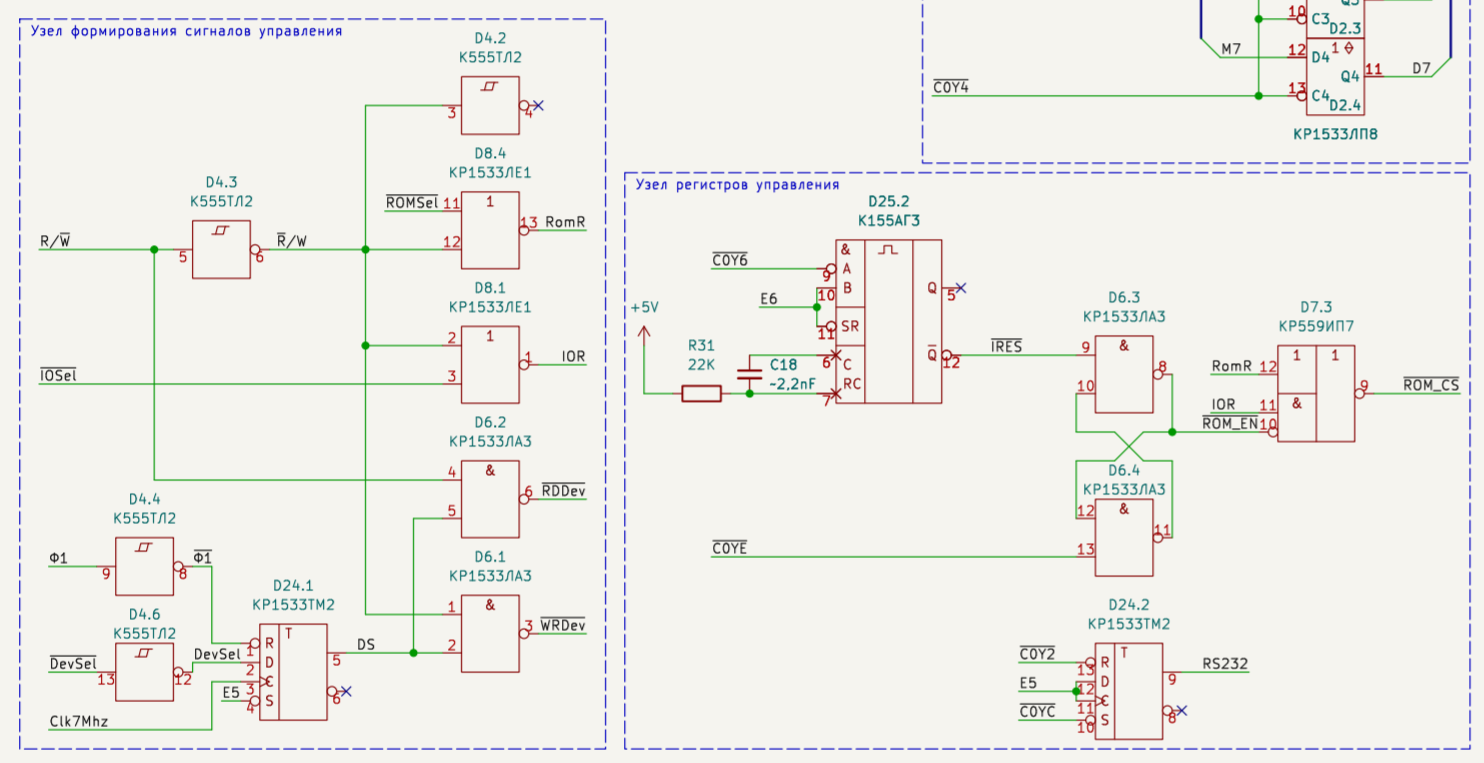 Узел формирования сигналов управления
D4.2
К555ТЛ2
3
4
D8.4
КР1533ЛЕ1
ROMSel
11
1
12
13
RomR
D4.3
К555ТЛ2
R/W
5
6
R/W
D8.1
КР1533ЛЕ1
2
1
3
1
IOR
IOSel
D6.2
КР1533ЛА3
4
&
5
6
RDDev
D4.4
К555ТЛ2
Ф1
9
8
Ф1
D6.1
КР1533ЛА3
1
&
2
3
WRDev
D24.1
КР1533ТМ2
D4.6
К555ТЛ2
DevSel
13
12
DevSel
E5
Clk7Mhz
1
R
T
2
D
3
C
4
S
5
DS
6
Q3
10
C3
D2.3
M7
12
D4
1
Q4
11
D7
COY4
13
C4
D2.4
КР1533ЛП8
Узел регистров управления
D25.2
К155АГ3
COY6
9
&
A
10
B
E6
11
SR
Q
5
+5V
R31
22K
C18
~2,2nF
6
C
RC
7
Q
12
IRES
D6.3
КР1533ЛА3
9
&
10
8
D7.3
КР559ИП7
RomR
12
1
1
IOR
11
&
ROM_EN
10
9
ROM_CS
D6.4
КР1533ЛА3
12
&
13
11
COYE
D24.2
КР1533ТМ2
COY2
13
R
T
E5
12
D
11
C
COYC
10
S
9
RS232
8